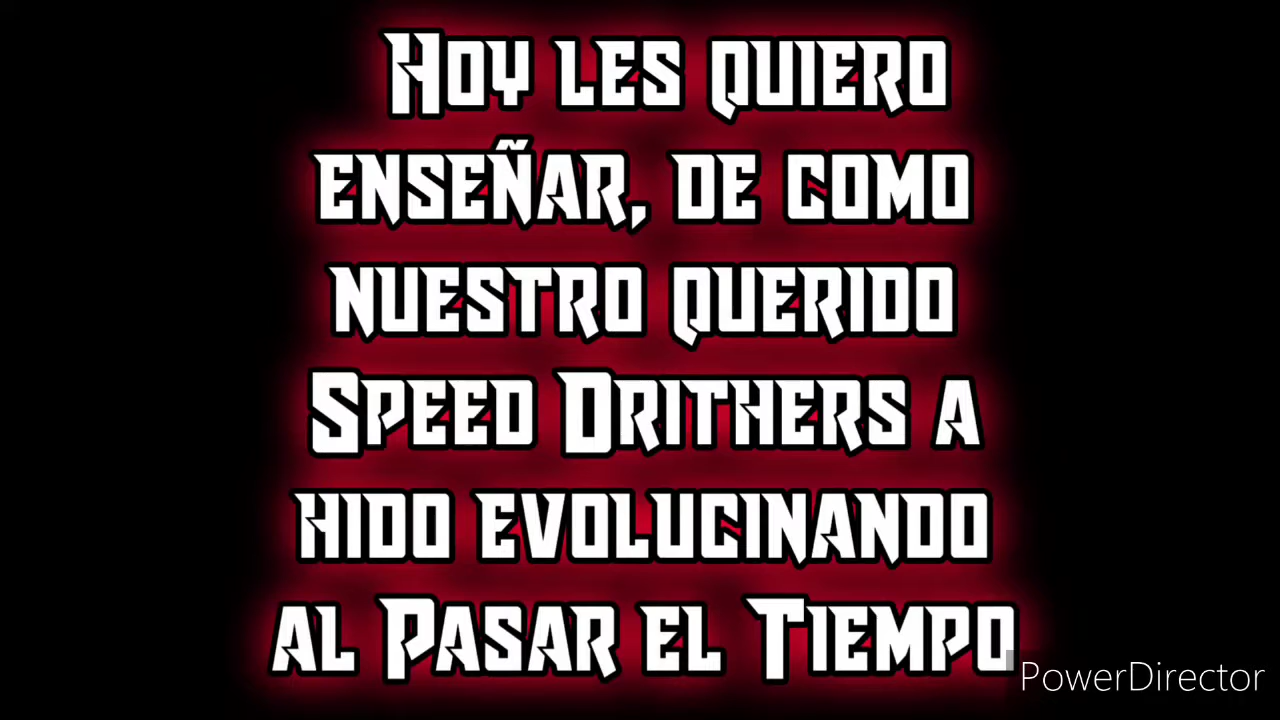 Hoy les quiero
enseñar, de como
nuestro querido
Speed Drithers a
hido evolucinando
al Pasar el Tiempo
PowerDirector